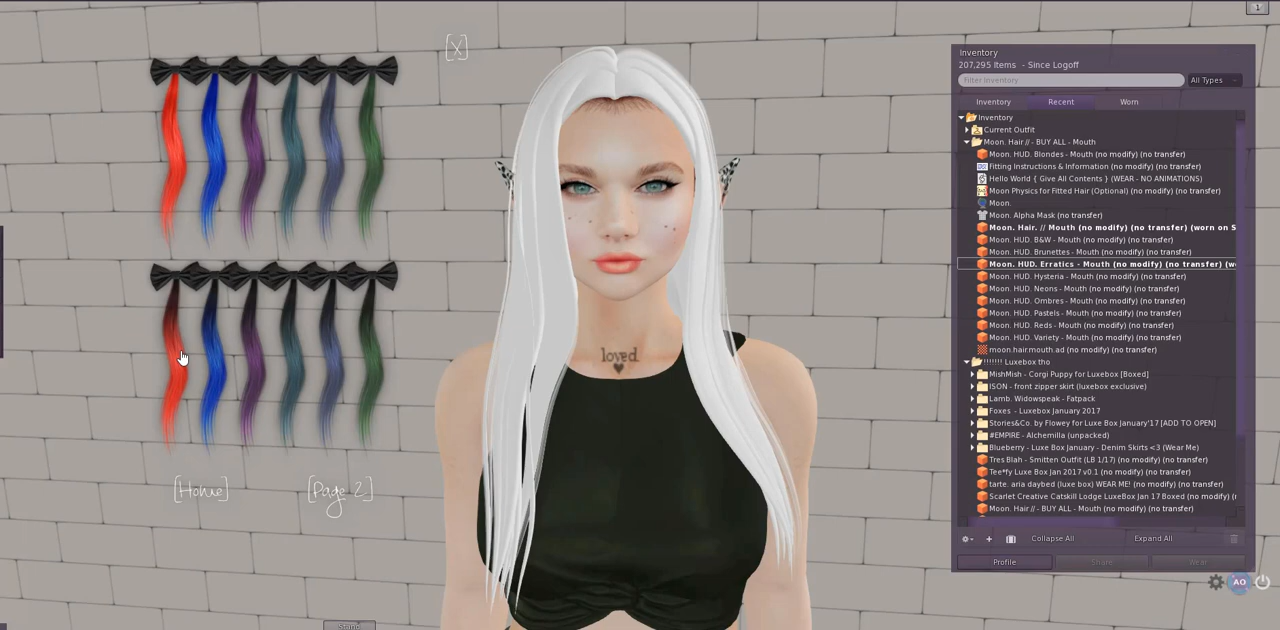 1
[X]
[Home]
[Page 2]
loved
Inventory
207,295 Items - Since Logoff
Filter Inventory
All Types
Inventory
Recent
Worn
Inventory
Current Outfit
Moon. Hair // - BUY ALL - Mouth
Moon. HUD. Blondes - Mouth (no modify) (no transfer)
Fitting Instructions & Information (no modify) (no transfer)
Hello World { Give All Contents } (WEAR - NO ANIMATIONS)
Moon Physics for Fitted Hair (Optional) (no modify) (no transfer)
Moon.
Moon. Alpha Mask (no transfer)
Moon. Hair. // Mouth (no modify) (no transfer) (worn on S
Moon. HUD. B&W - Mouth (no modify) (no transfer)
Moon. HUD. Brunettes - Mouth (no modify) (no transfer)
Moon. HUD. Erratics - Mouth (no modify) (no transfer) (wo
Moon. HUD. Hysteria - Mouth (no modify) (no transfer)
Moon. HUD. Neons - Mouth (no modify) (no transfer)
Moon. HUD. Ombres - Mouth (no modify) (no transfer)
Moon. HUD. Pastels - Mouth (no modify) (no transfer)
Moon. HUD. Reds - Mouth (no modify) (no transfer)
Moon. HUD. Variety - Mouth (no modify) (no transfer)
moon.hair.mouth.ad (no modify) (no transfer)
!!!!!!! Luxebox tho
MishMish - Corgi Puppy for Luxebox [Boxed]
ISON - front zipper skirt (luxebox exclusive)
Lamb. Widowspeak - Fatpack
Foxes - Luxebox January 2017
Stories&Co. by Flowey for Luxe Box January'17 [ADD TO OPEN]
#EMPIRE - Alchemilla (unpacked)
Blueberry - Luxe Box January - Denim Skirts <3 (Wear Me)
Tres Blah - Smitten Outfit (LB 1/17) (no modify) (no transfer)
Tee*fy Luxe Box Jan 2017 v0.1 (no modify) (no transfer)
tarte. aria daybed (luxe box) WEAR ME! (no modify) (no transfer)
Scarlet Creative Catskill Lodge LuxeBox Jan 17 Boxed (no modify) (r
Moon. Hair // - BUY ALL - Mouth (no modify) (no transfer)
Collapse All
Expand All
Profile
Share
Wear
AO
Stand